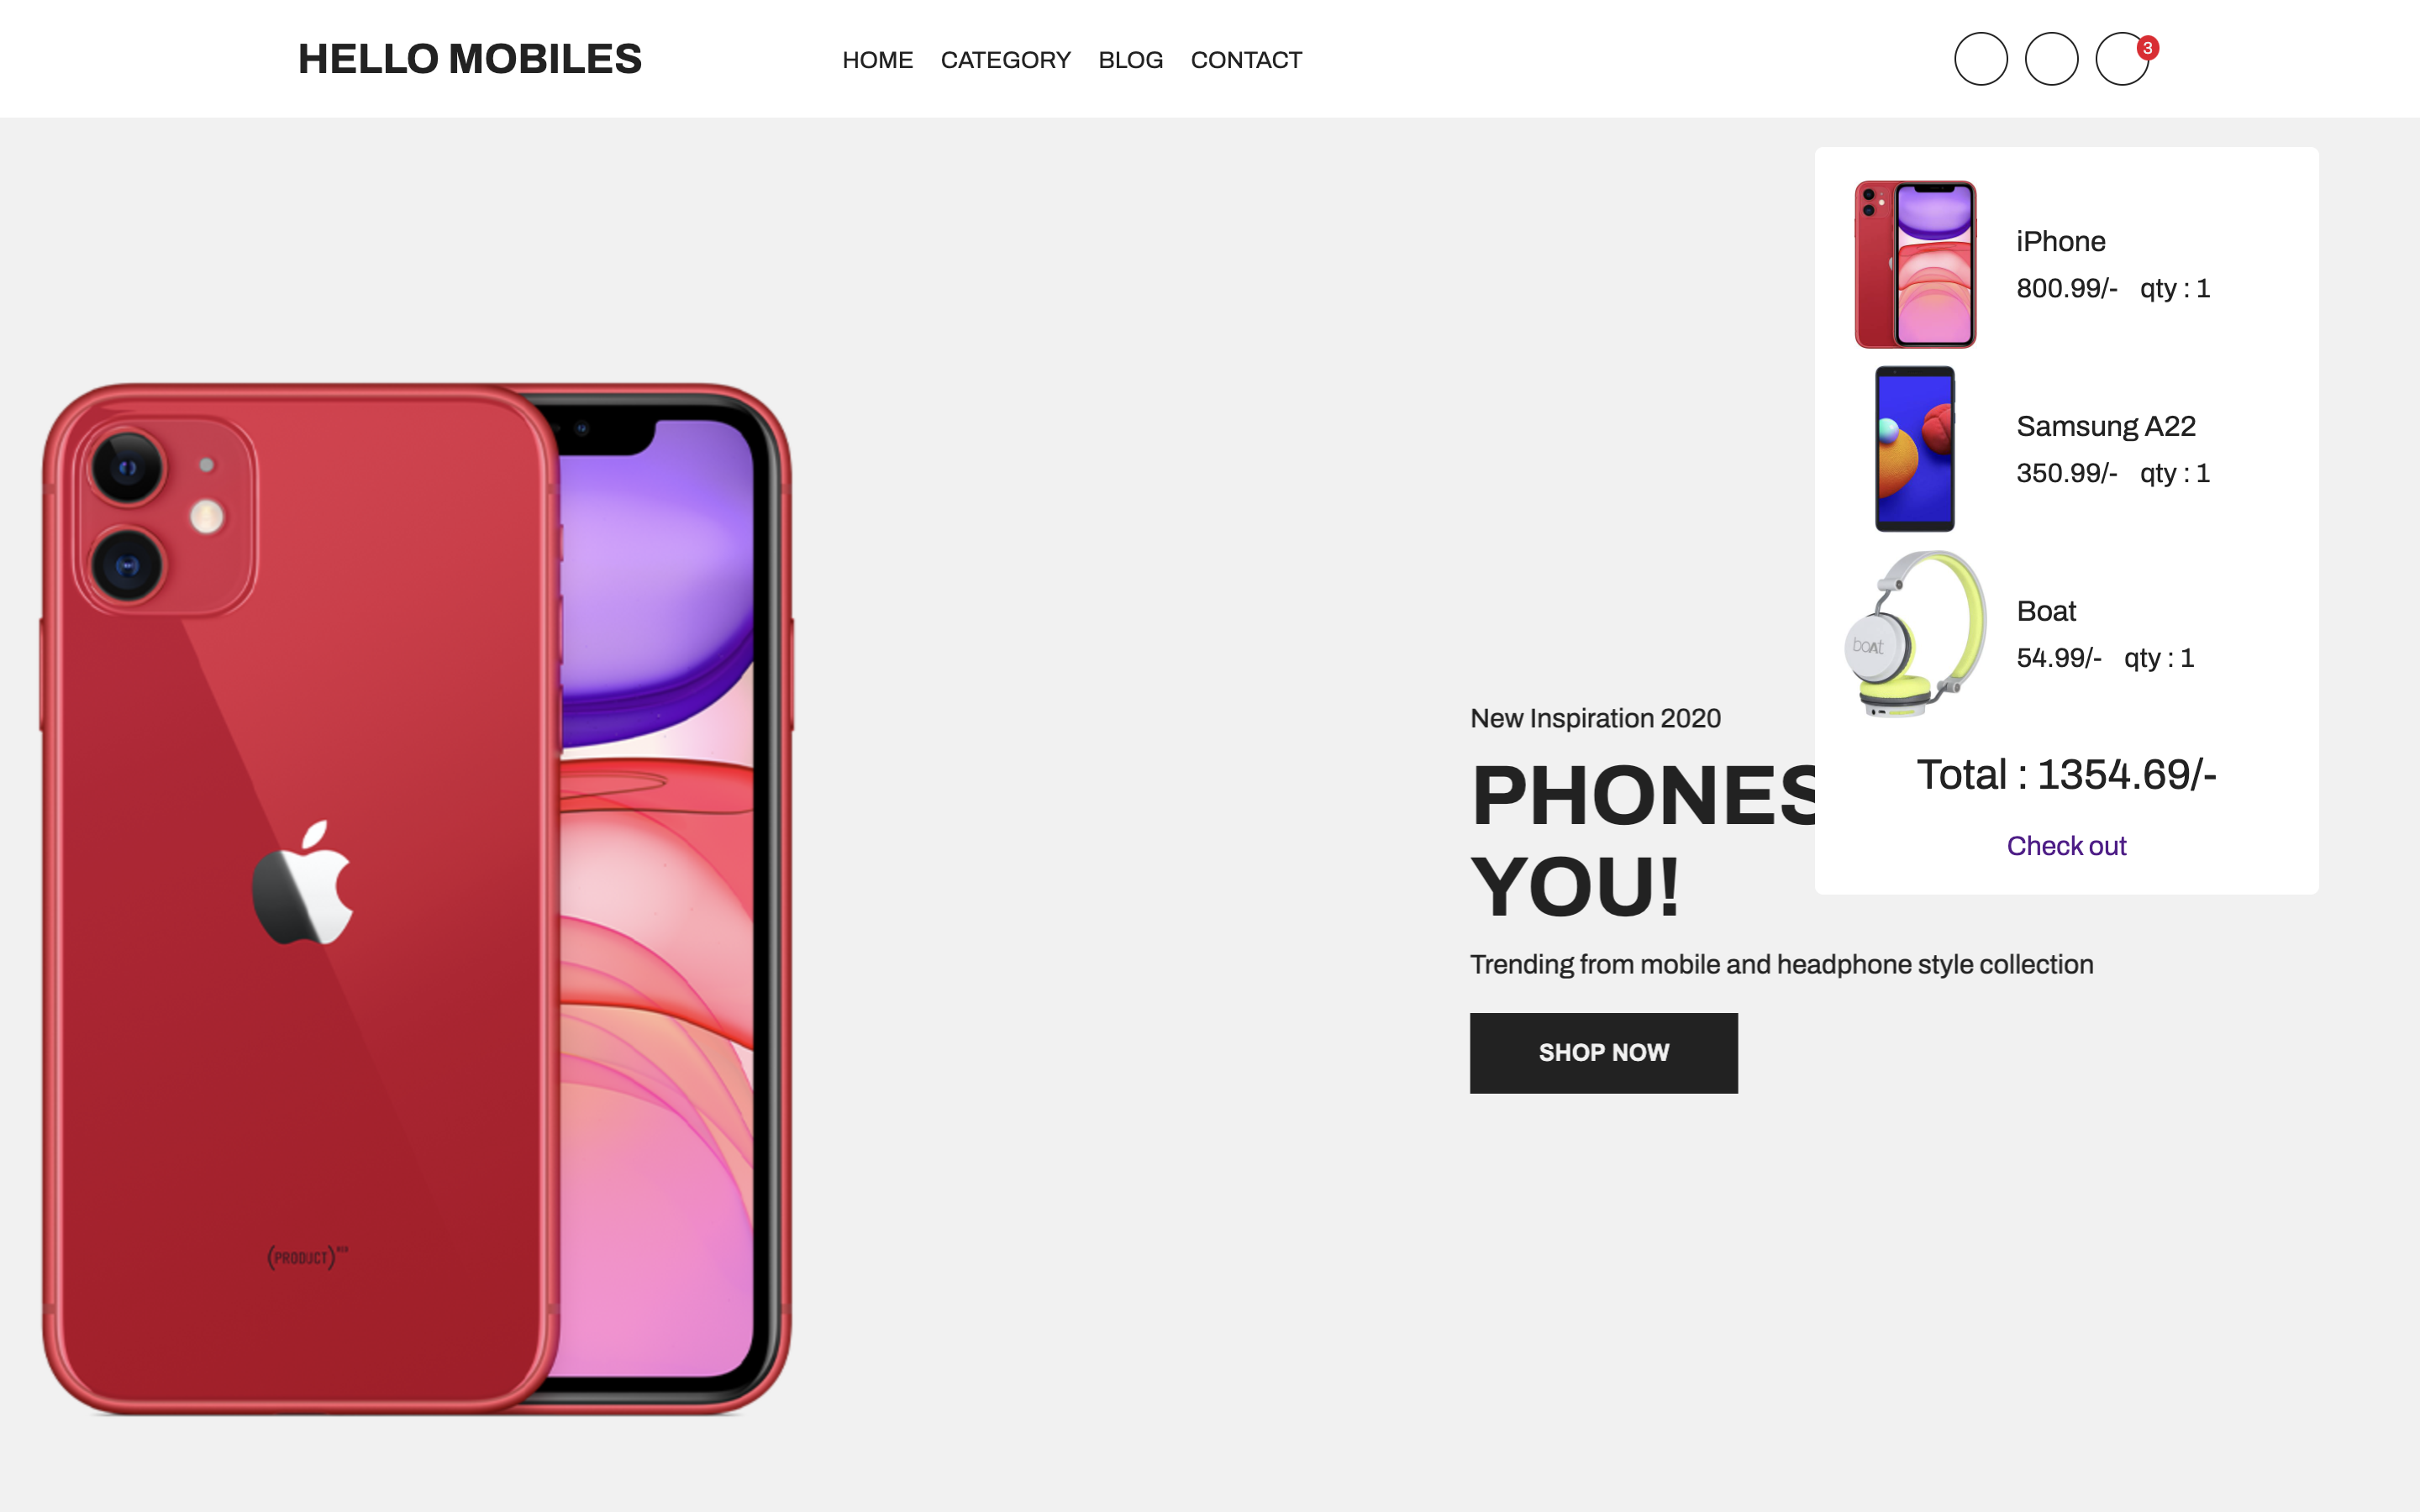 HELLO MOBILES
HOME CATEGORY BLOG CONTACT
3
iPhone
800.99/- qty : 1
Samsung A22
350.99/- qty : 1
boAt
Boat
54.99/- qty : 1
Total : 1354.69/-
Check out
New Inspiration 2020
PHONES
YOU!
Trending from mobile and headphone style collection
SHOP NOW
(PRODUCT)